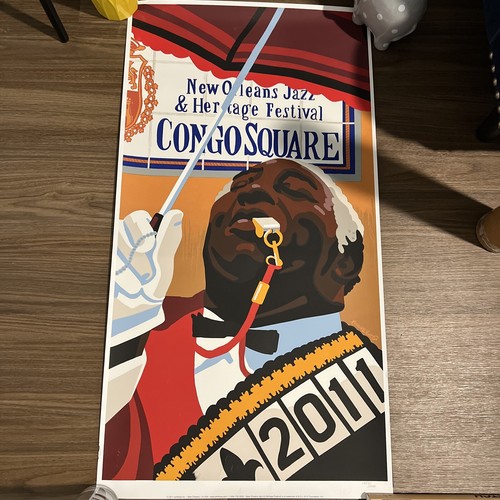 New Orleans Jazz
& Heritage Festival
CONGO SQUARE
2011